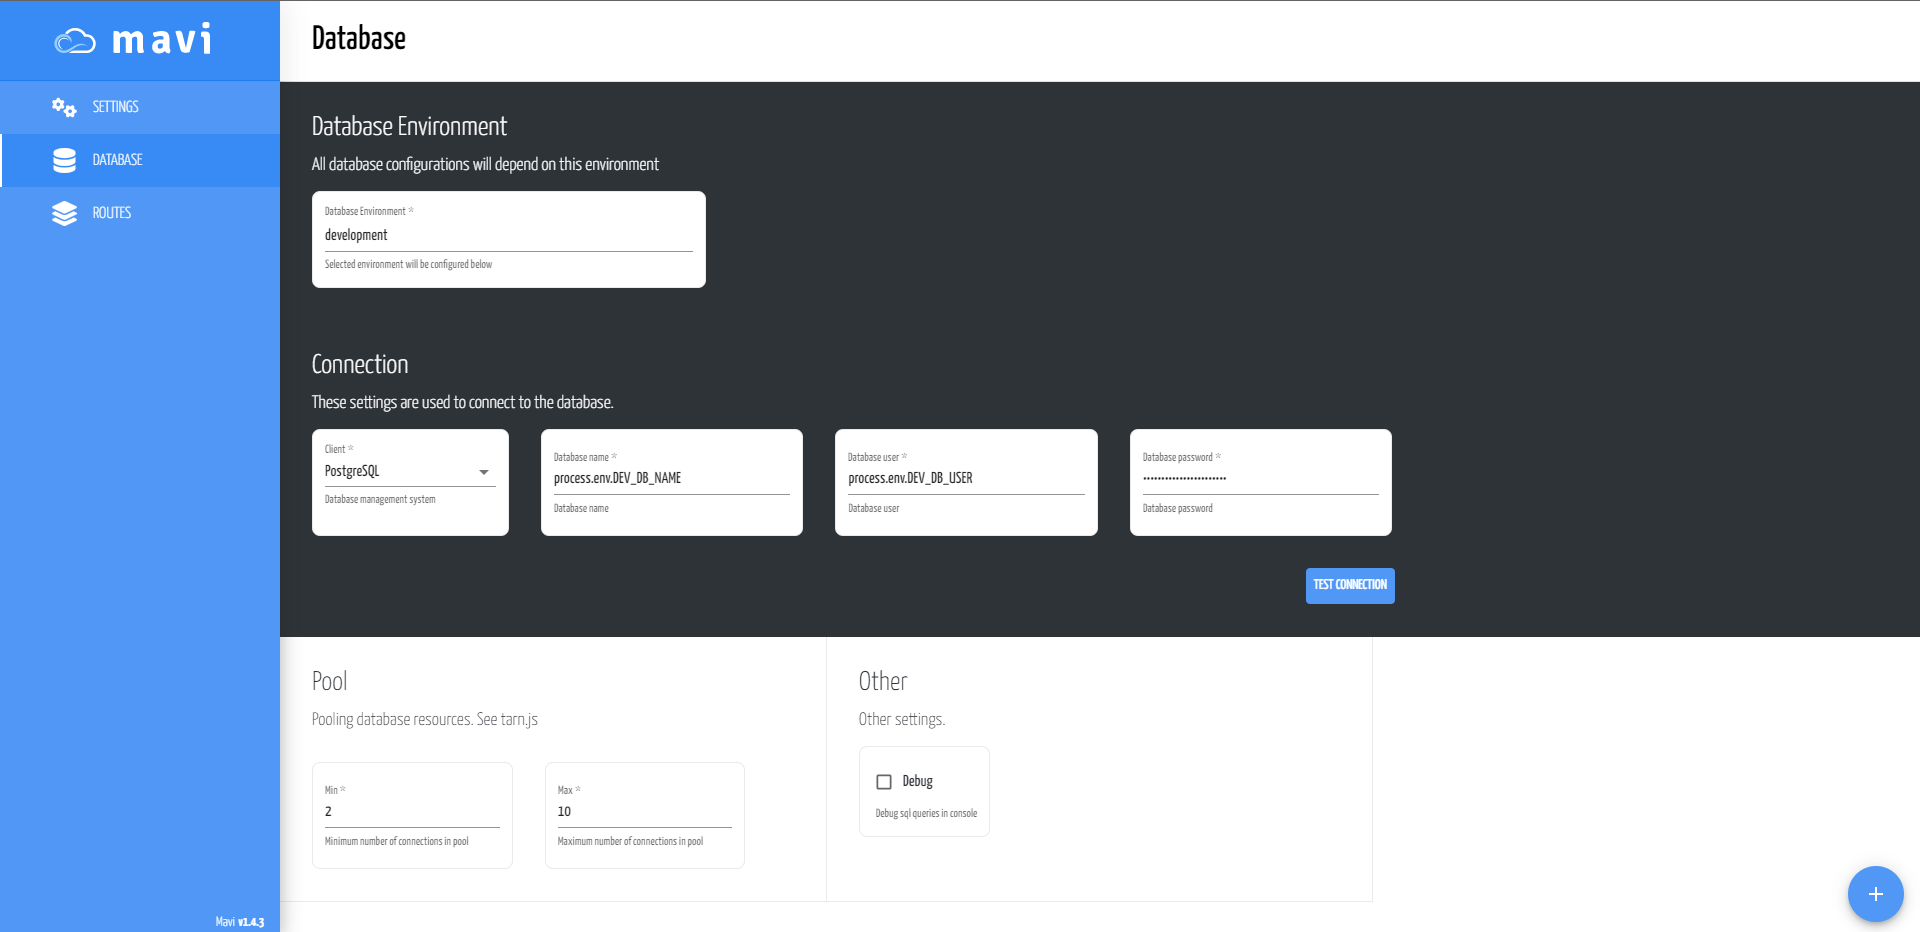 mavi
SETTINGS
DATABASE
ROUTES
Mavi v1.4.3
Database
Database Environment
All database configurations will depend on this environment
Database Environment *
development
Selected environment will be configured below
Connection
These settings are used to connect to the database.
Client *
PostgreSQL
Database management system
Database name *
process.env.DEV_DB_NAME
Database name
Database user *
process.env.DEV_DB_USER
Database user
Database password *
Database password
TEST CONNECTION
Pool
Pooling database resources. See tarn.js
Min *
2
Minimum number of connections in pool
Max *
10
Maximum number of connections in pool
Other
Other settings.
Debug
Debug sql queries in console